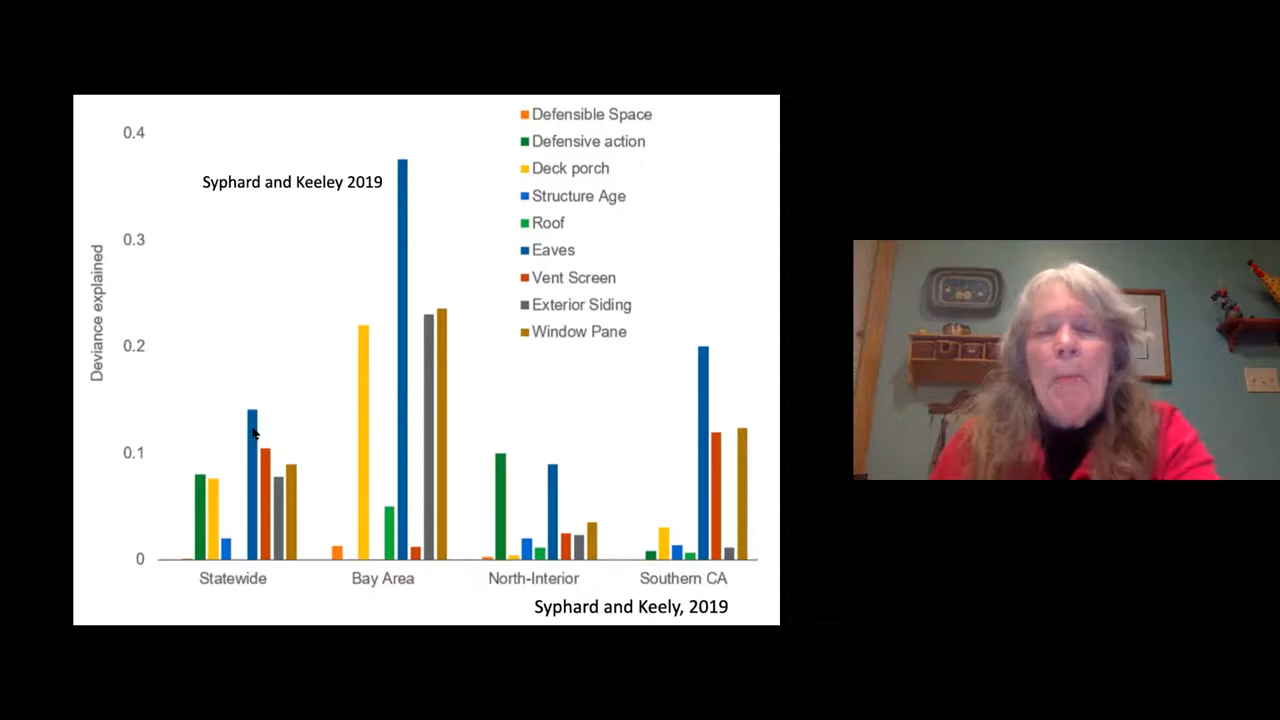 Defensible Space
0.4
Defensive action
Deck porch
Syphard and Keeley 2019
Structure Age
Roof
0.3
Eaves
Deviance explained
Vent Screen
Exterior Siding
Window Pane
0.2
0.1
0
Statewide
Bay Area
North-Interior
Southern CA
Syphard and Keely, 2019